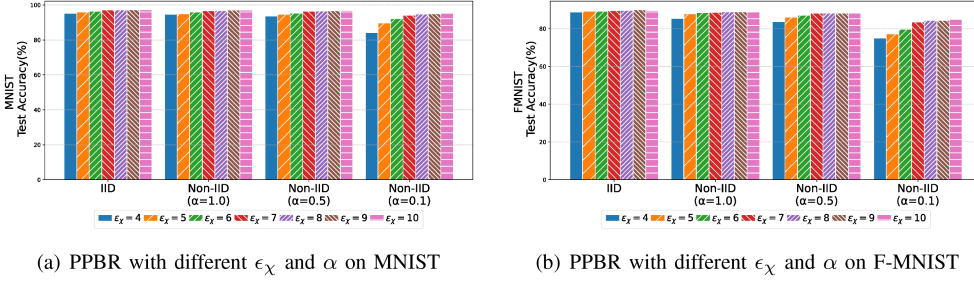 MNIST
Test Accuracy(%)
100
80
60
40
20
0
IID
Non-IID
(α=1.0)
Non-IID
(α=0.5)
Non-IID
(α=0.1)
εχ = 4 εχ = 5 εχ = 6 εχ = 7 εχ = 8 εχ = 9 εχ = 10
(a) PPBR with different ϵχ and α on MNIST
FMNIST
Test Accuracy(%)
100
80
60
40
20
0
IID
Non-IID
(α=1.0)
Non-IID
(α=0.5)
Non-IID
(α=0.1)
εχ = 4 εχ = 5 εχ = 6 εχ = 7 εχ = 8 εχ = 9 εχ = 10
(b) PPBR with different ϵχ and α on F-MNIST